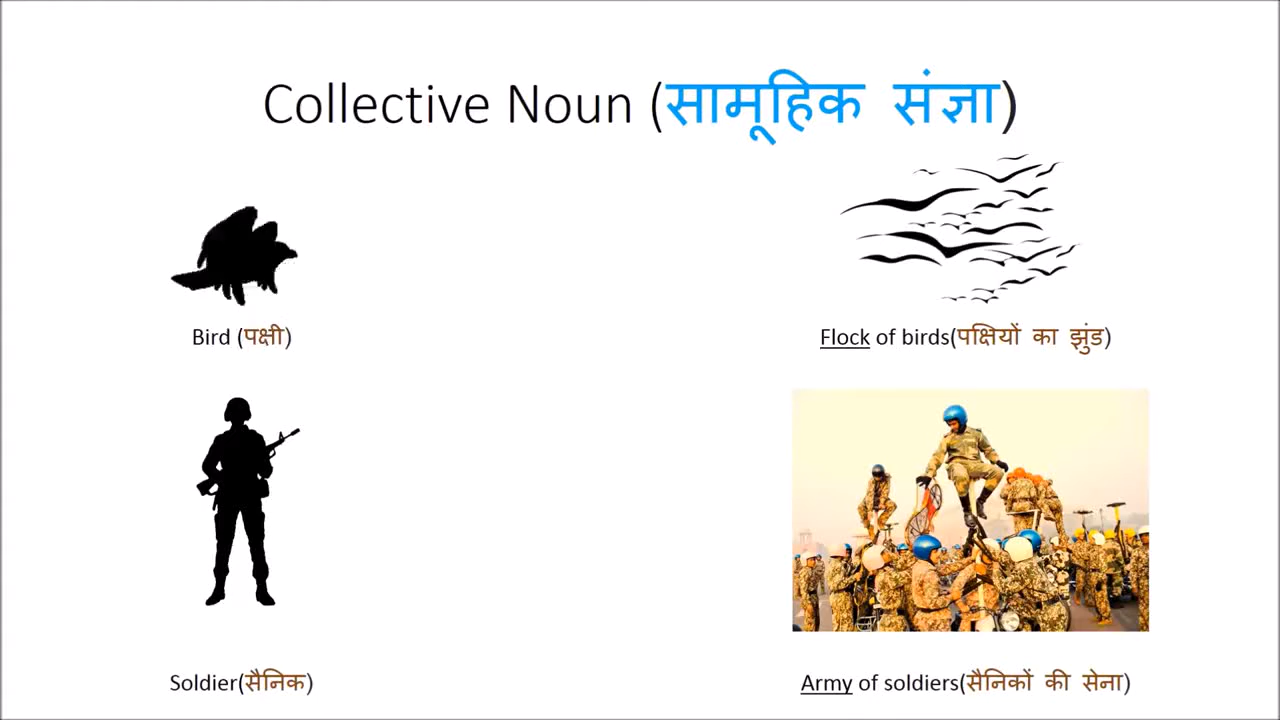 Collective Noun (सामूहिक संज्ञा)
Bird (पक्षी)
Flock of birds(पक्षियों का झुंड)
Soldier(सैनिक)
Army of soldiers(सैनिकों की सेना)